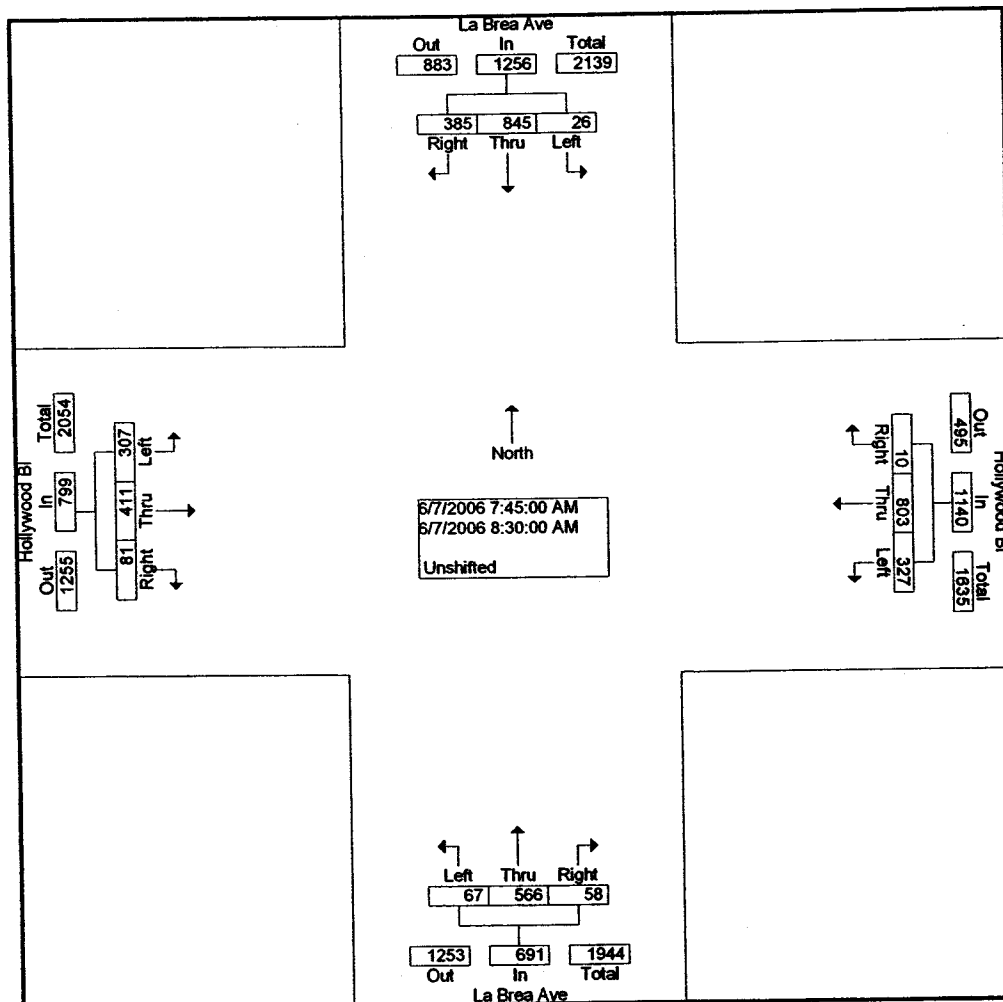 La Brea Ave
Out In Total
883 1256 2139
385 845 26
Right Thru Left
Hollywood Bl
Total In Out
2054 799 1255
307 411 81
Left Thru Right
North
6/7/2006 7:45:00 AM
6/7/2006 8:30:00 AM
Unshifted
Right Thru Left
10 803 327
495 1140 1635
Out In Total
Hollywood Bl
Left Thru Right
67 566 58
1253 691 1944
Out In Total
La Brea Ave